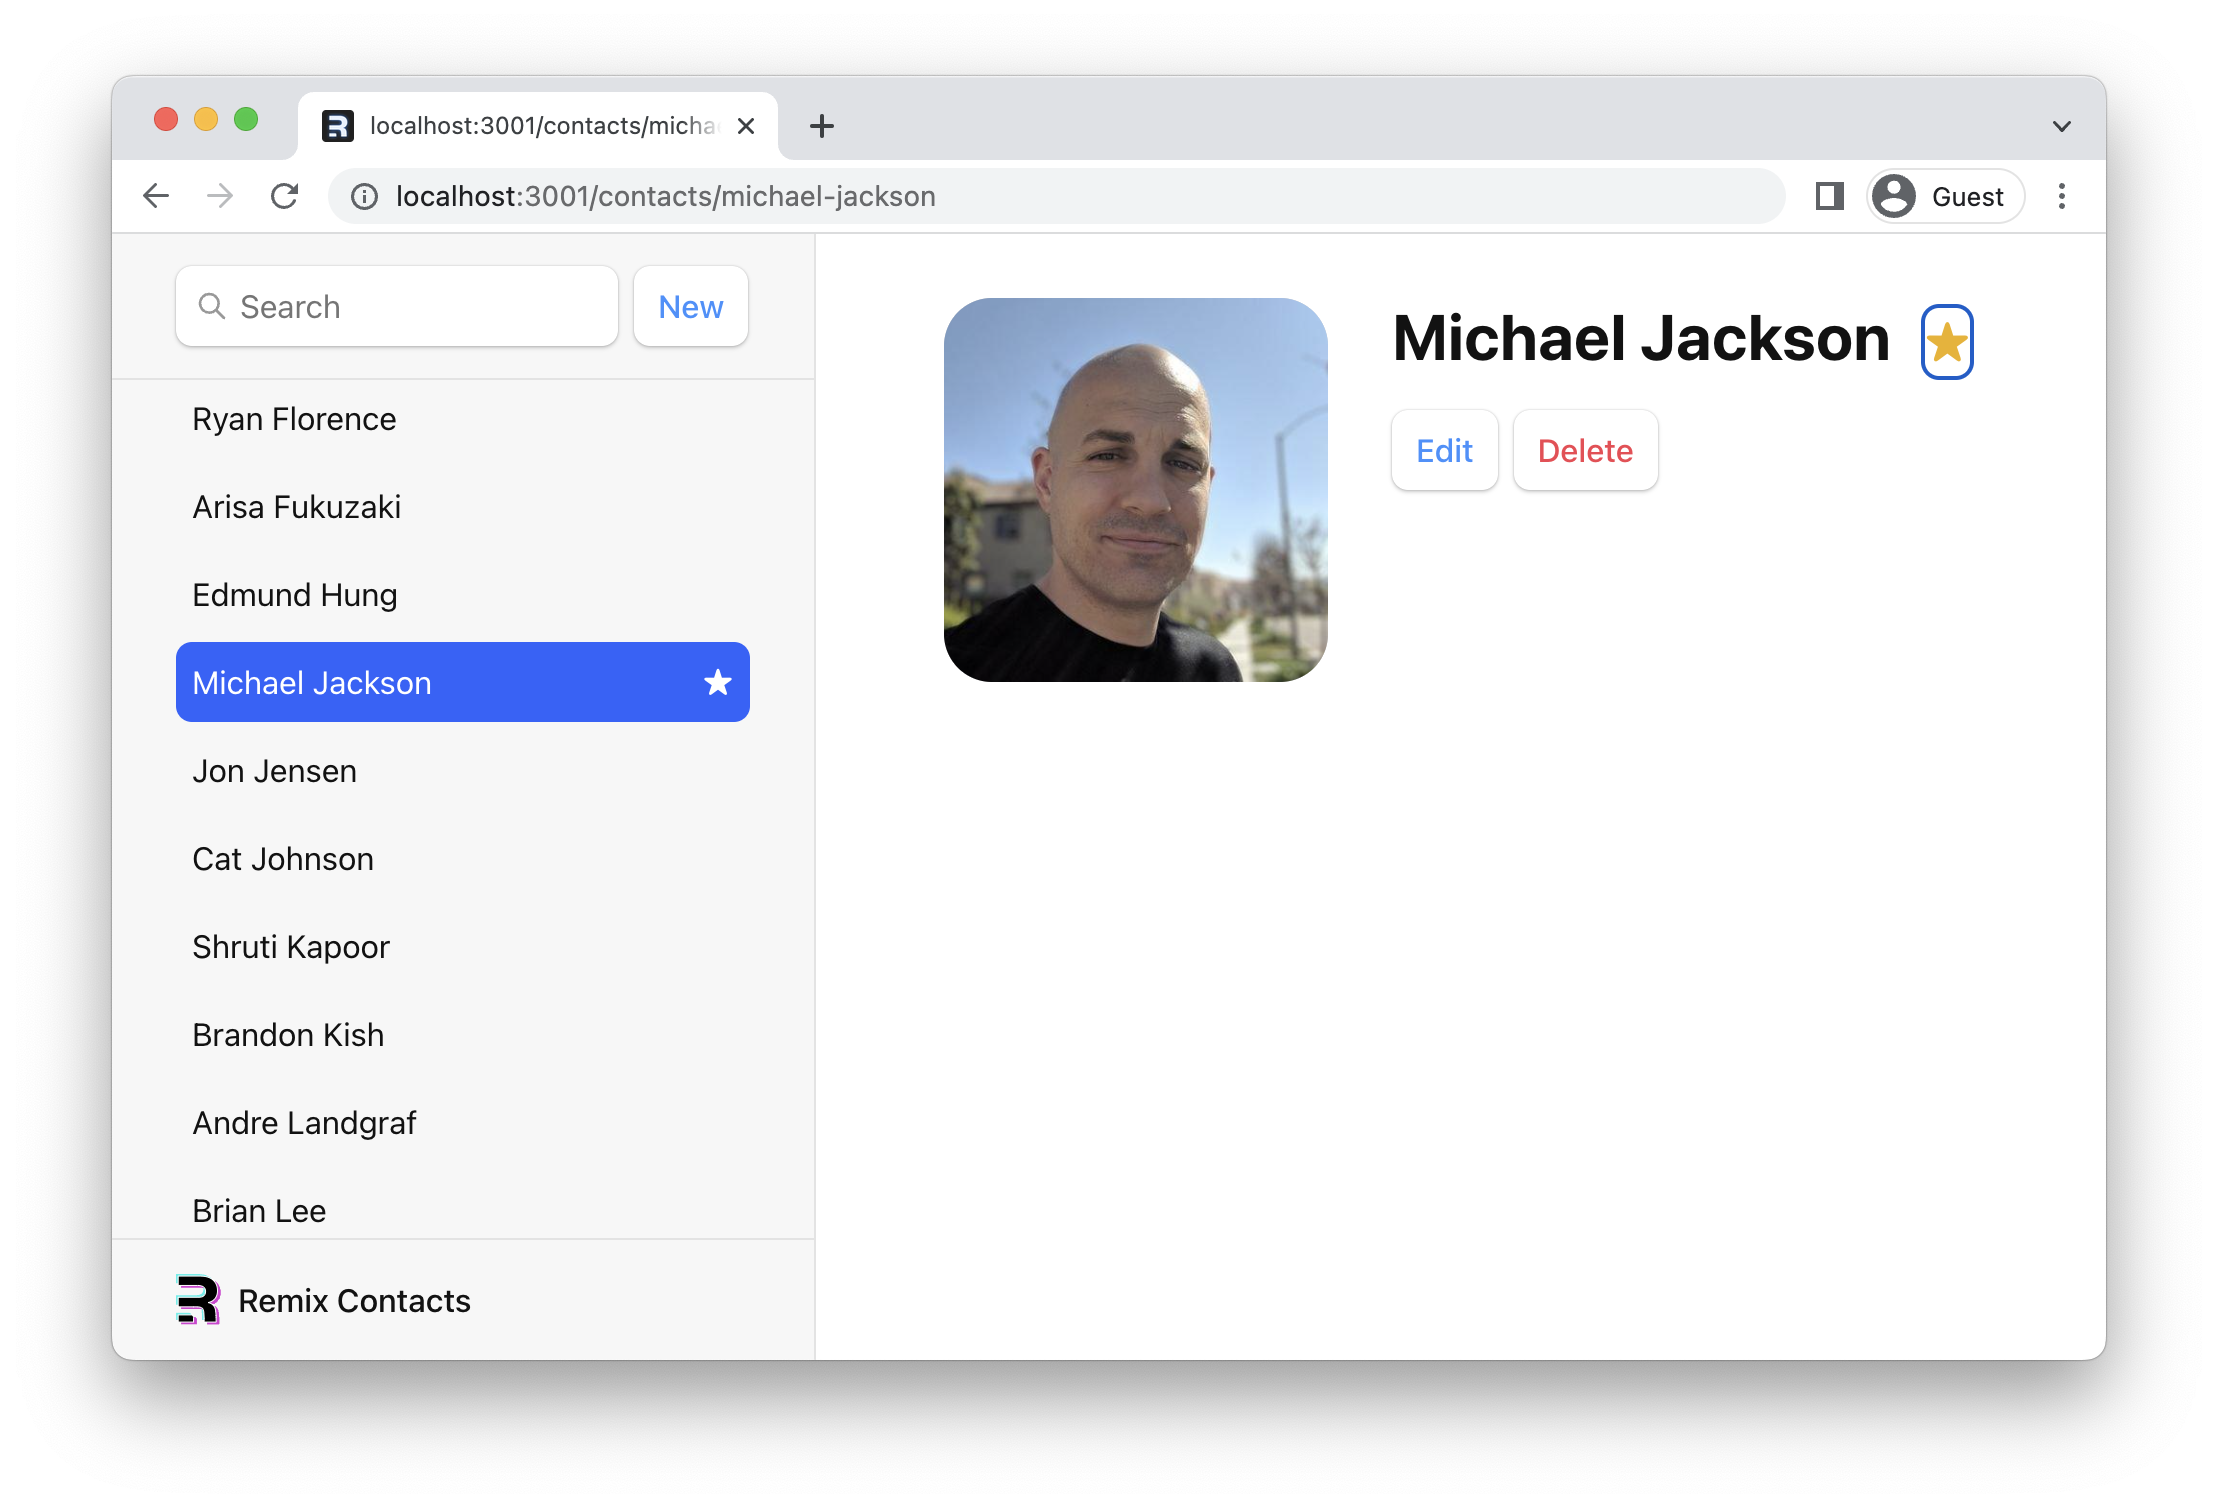 localhost:3001/contacts/micha
localhost:3001/contacts/michael-jackson
Guest
Search
New
Ryan Florence
Arisa Fukuzaki
Edmund Hung
Michael Jackson
Jon Jensen
Cat Johnson
Shruti Kapoor
Brandon Kish
Andre Landgraf
Brian Lee
Remix Contacts
Michael Jackson
Edit
Delete